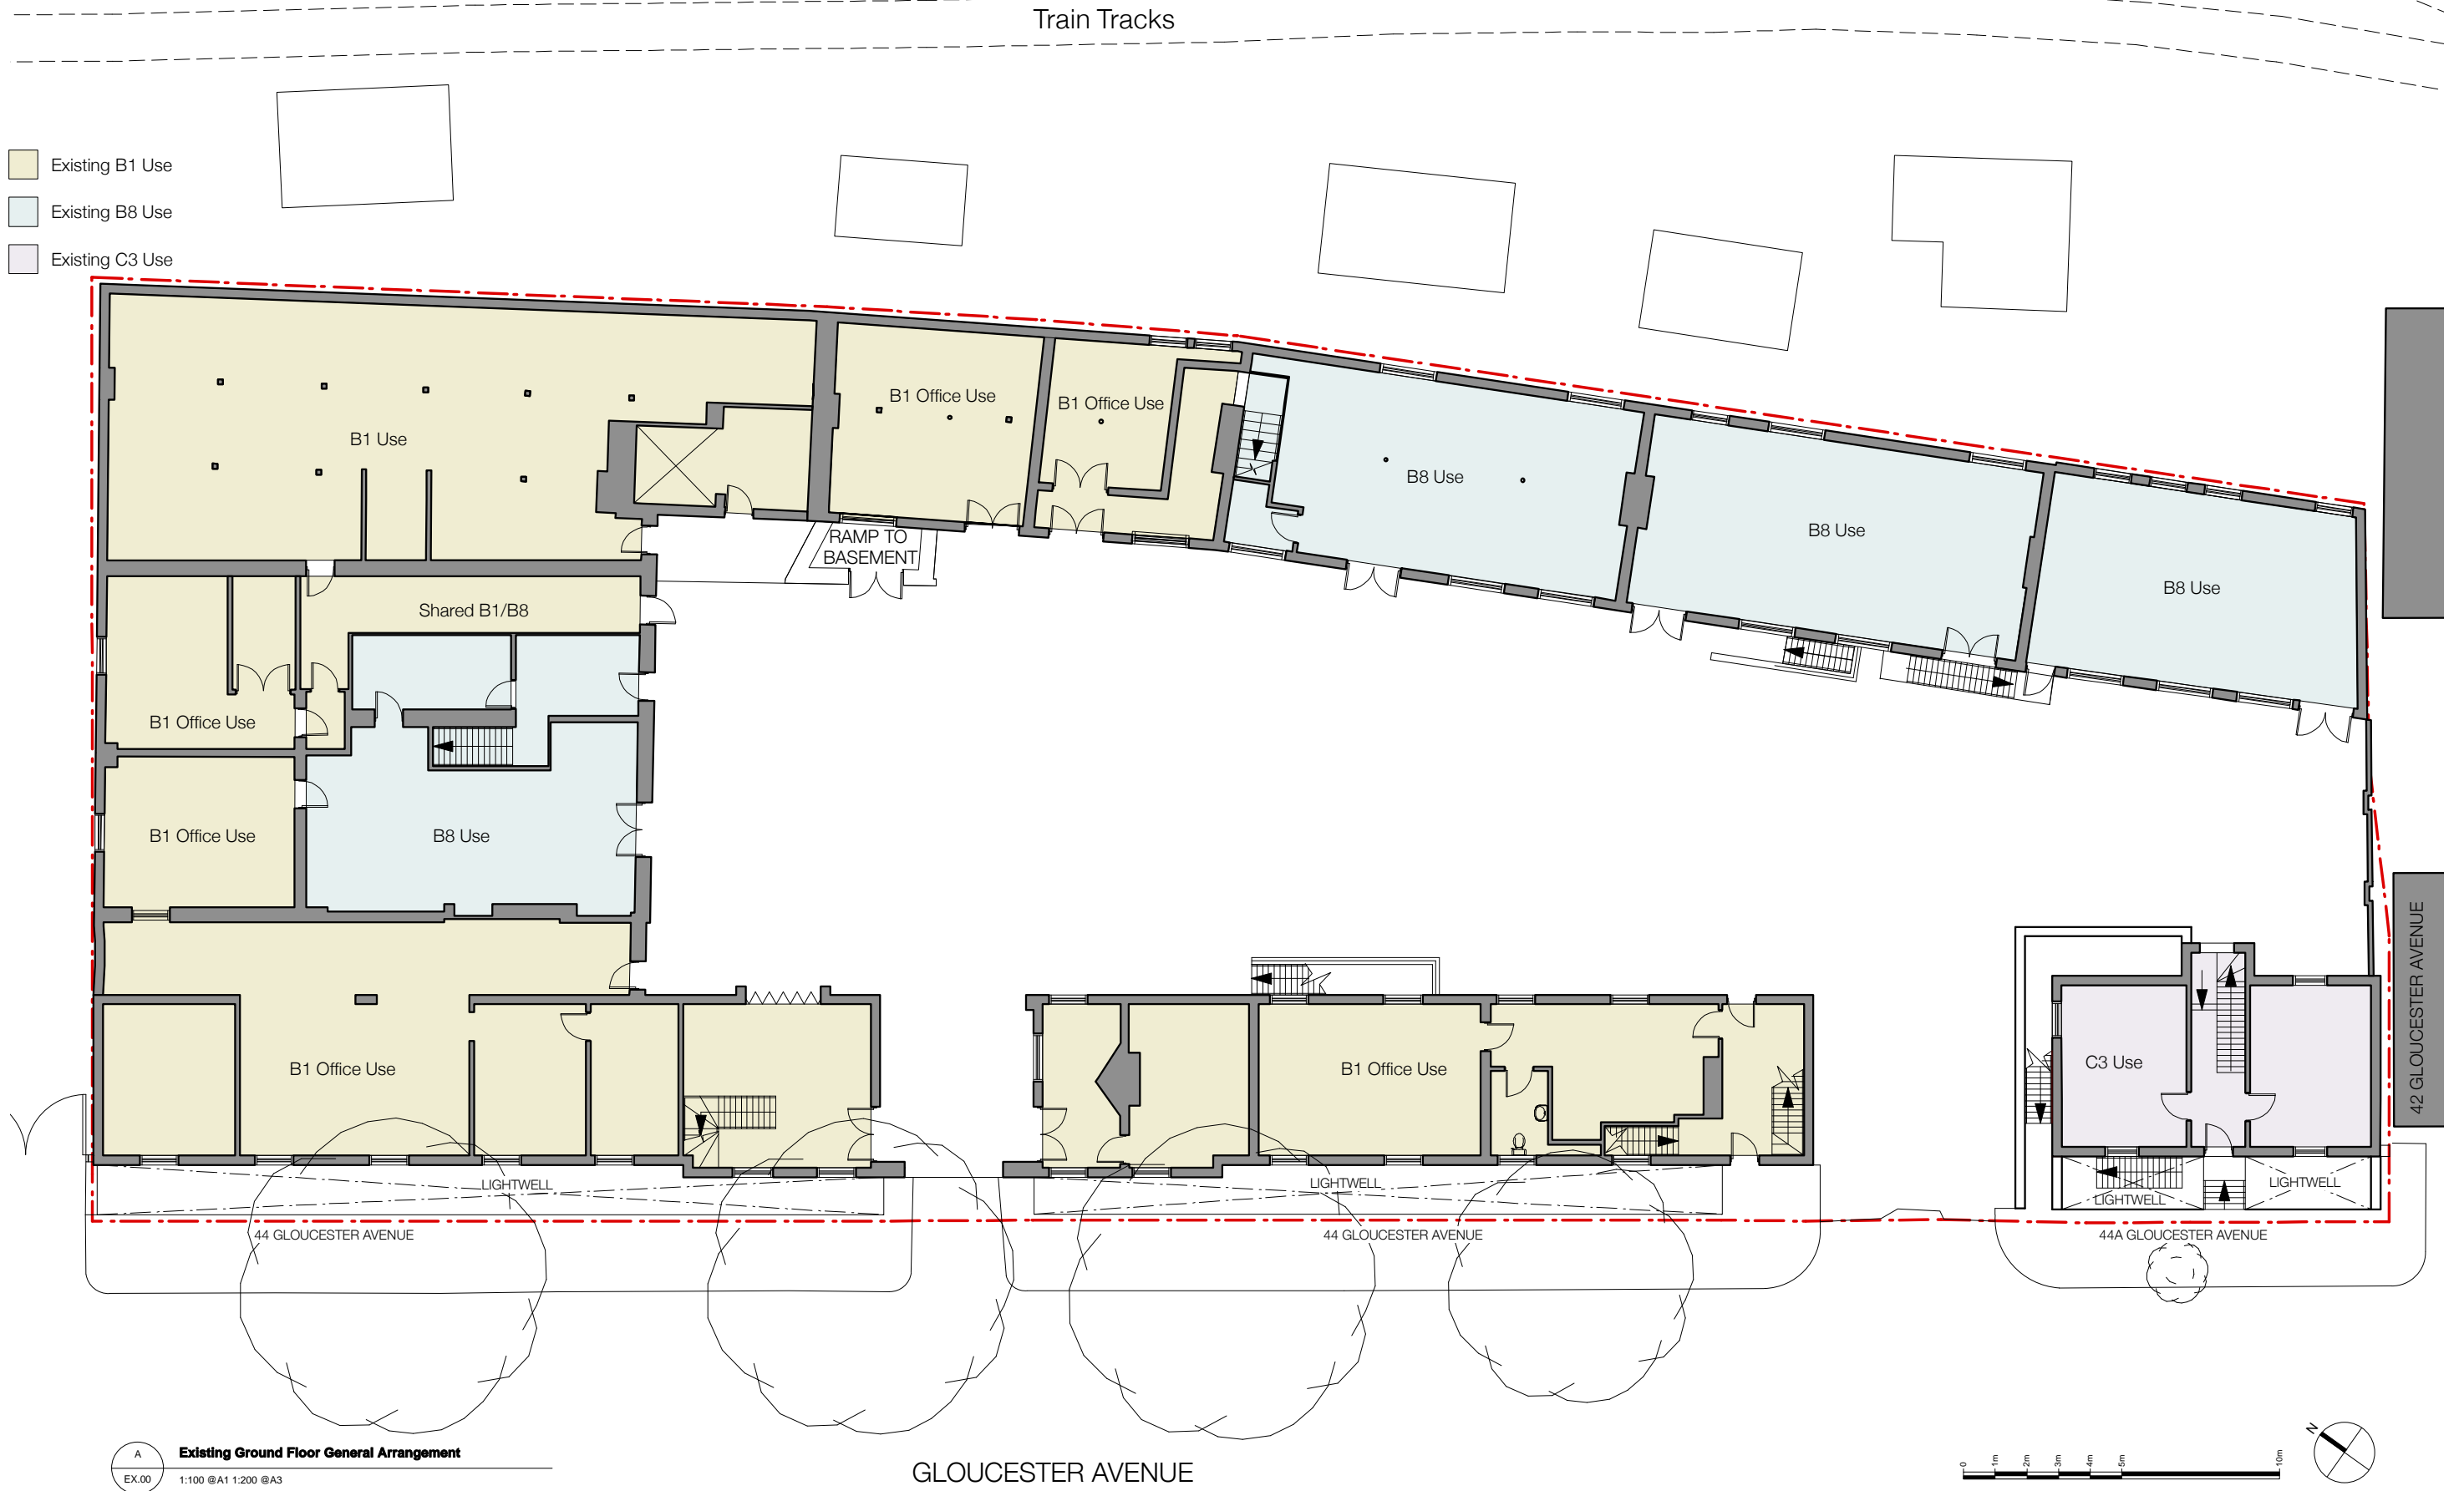 Train Tracks
Existing B1 Use
Existing B8 Use
Existing C3 Use
B1 Use
B1 Office Use
B1 Office Use
B8 Use
B8 Use
B8 Use
RAMP TO
BASEMENT
Shared B1/B8
B1 Office Use
B1 Office Use
B8 Use
B1 Office Use
B1 Office Use
C3 Use
42 GLOUCESTER AVENUE
LIGHTWELL
LIGHTWELL
LIGHTWELL
LIGHTWELL
44 GLOUCESTER AVENUE
44 GLOUCESTER AVENUE
44A GLOUCESTER AVENUE
A
EX.00
Existing Ground Floor General Arrangement
1:100 @A1 1:200 @A3
GLOUCESTER AVENUE
0
1m
2m
3m
4m
5m
10m
N